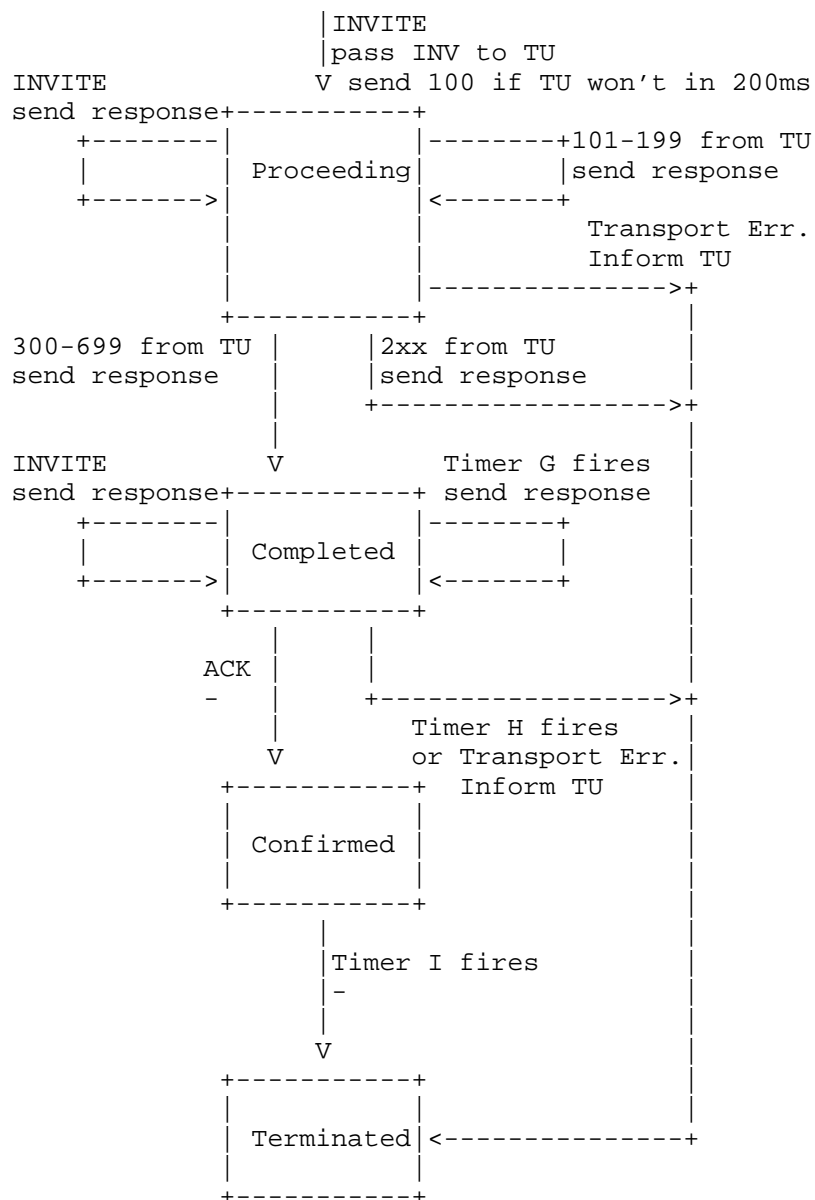 INVITE
pass INV to TU
INVITE send 100 if TU won't in 200ms
send response
101-199 from TU
Proceeding send response
Transport Err.
Inform TU
300-699 from TU 2xx from TU
send response send response
INVITE Timer G fires
send response send response
Completed
ACK
-
Timer H fires
or Transport Err.
Inform TU
Confirmed
Timer I fires
-
Terminated